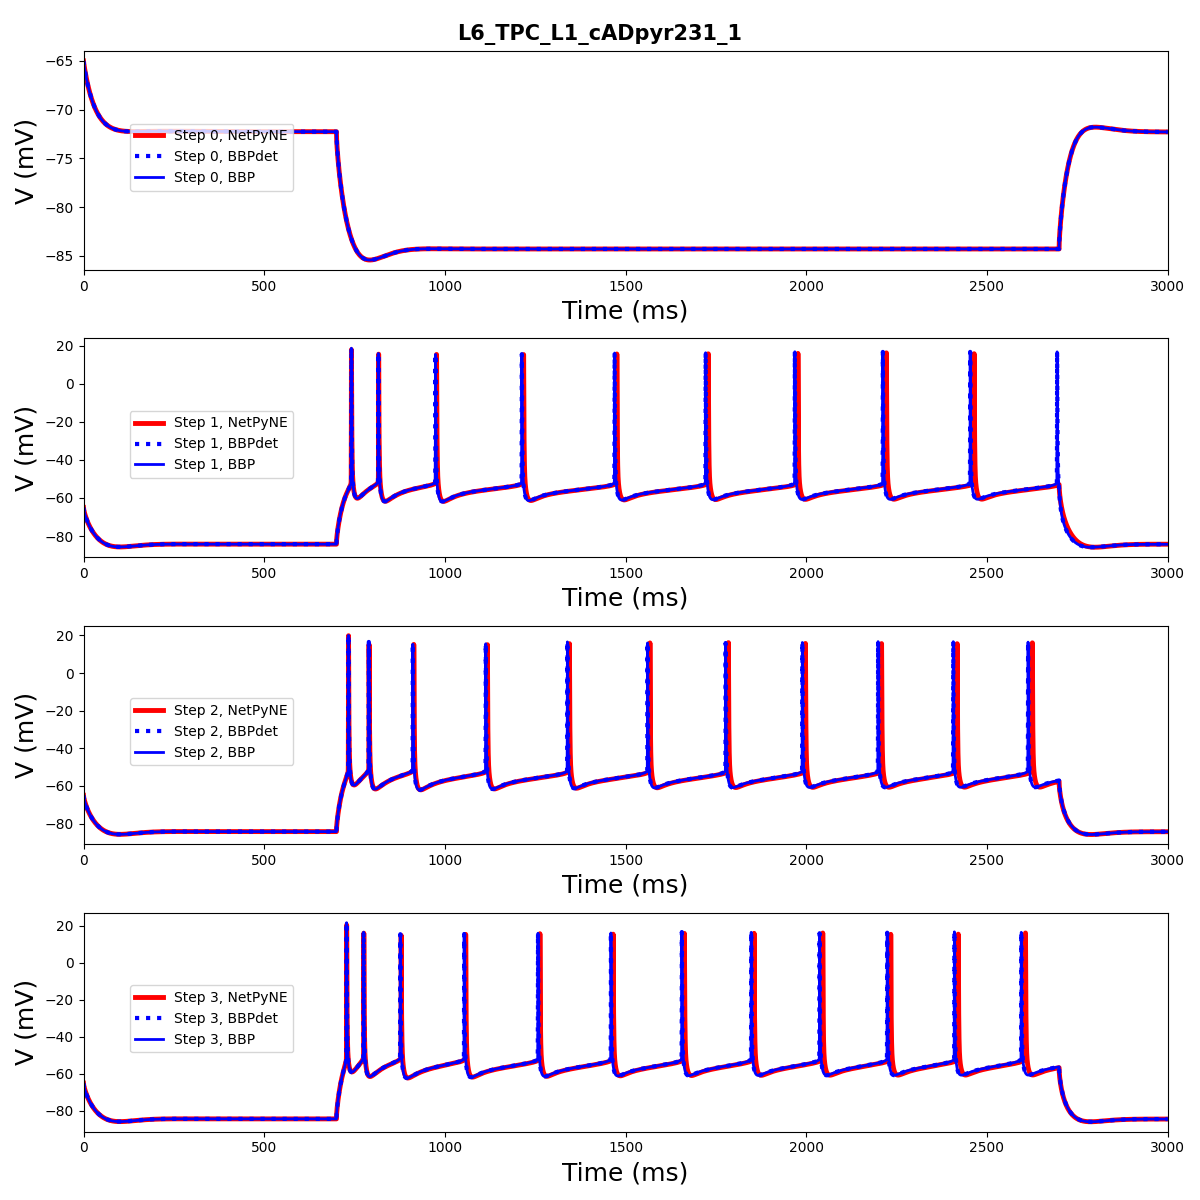 L6_TPC_L1_cADpyr231_1
−65
−70
−75
−80
−85
V (mV)
Step 0, NetPyNE
Step 0, BBPdet
Step 0, BBP
0 500 1000 1500 2000 2500 3000
Time (ms)
20
0
−20
−40
−60
−80
V (mV)
Step 1, NetPyNE
Step 1, BBPdet
Step 1, BBP
0 500 1000 1500 2000 2500 3000
Time (ms)
20
0
−20
−40
−60
−80
V (mV)
Step 2, NetPyNE
Step 2, BBPdet
Step 2, BBP
0 500 1000 1500 2000 2500 3000
Time (ms)
20
0
−20
−40
−60
−80
V (mV)
Step 3, NetPyNE
Step 3, BBPdet
Step 3, BBP
0 500 1000 1500 2000 2500 3000
Time (ms)